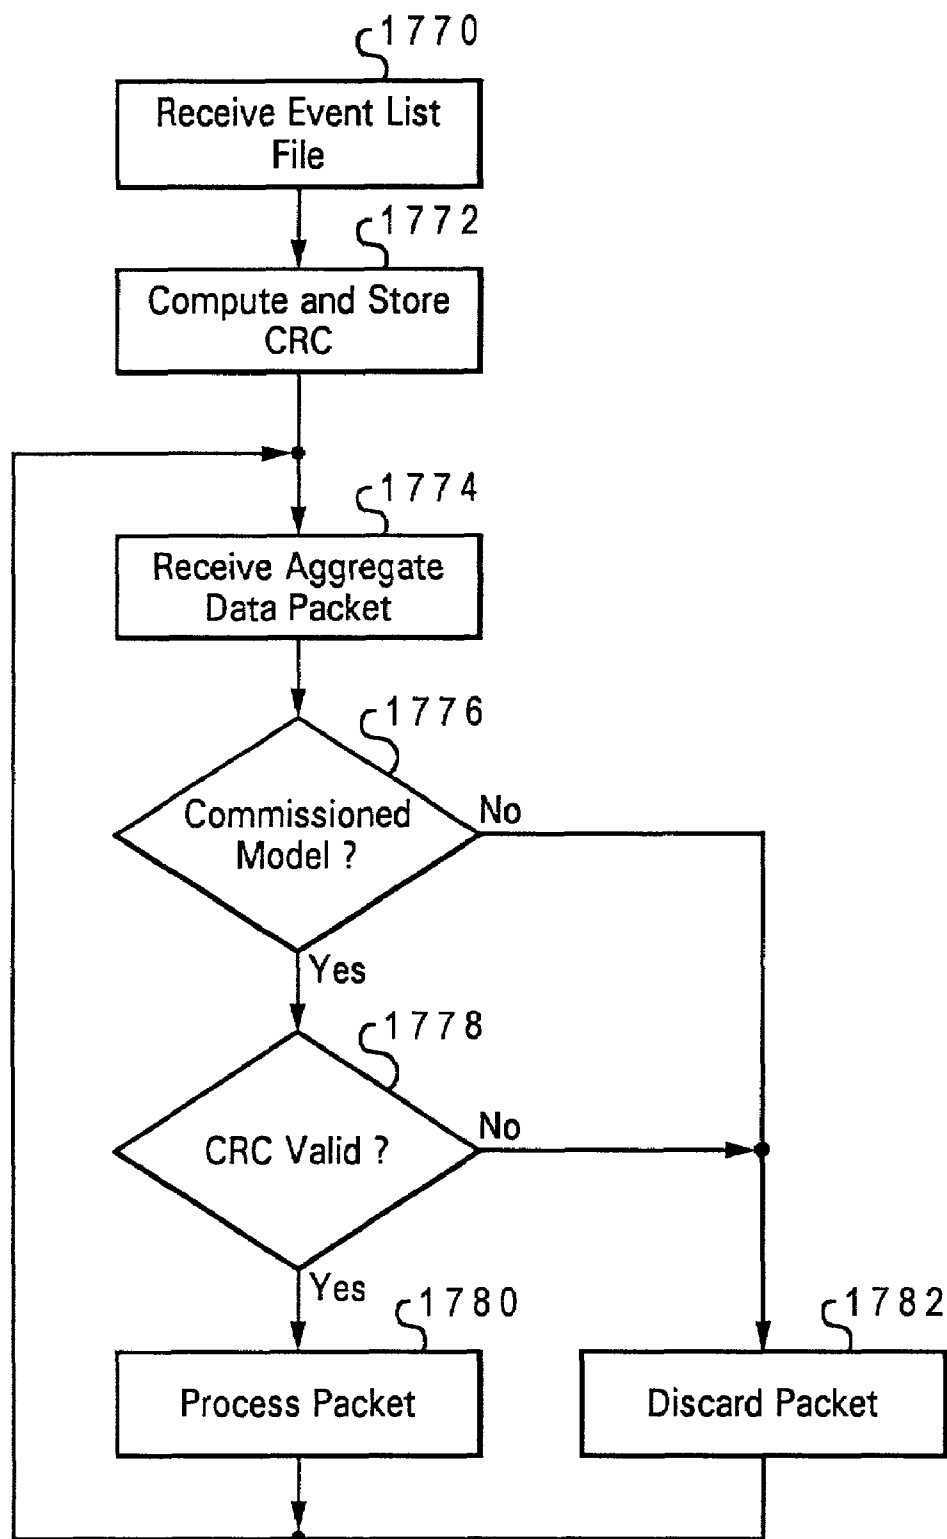 1770
Receive Event List
File
1772
Compute and Store
CRC
1774
Receive Aggregate
Data Packet
1776
Commissioned
Model ?
No
Yes
1778
CRC Valid ?
No
Yes
1780
Process Packet
1782
Discard Packet